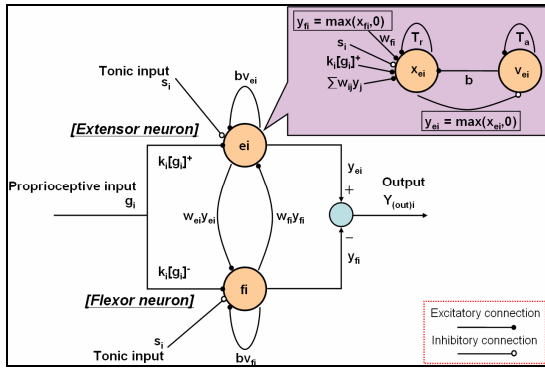 y_fi = max(x_fi,0)
w_fi
s_i
k_i[g_i]⁺
∑w_ij y_j
T_r
x_ei
b
T_a
v_ei
y_ei = max(x_ei,0)
Tonic input
s_i
bv_ei
[Extensor neuron]
ei
k_i[g_i]⁺
y_ei
+
Proprioceptive input
g_i
w_ei y_ei
w_fi y_fi
Output
Y_(out)i
−
y_fi
k_i[g_i]⁻
[Flexor neuron]
fi
s_i
Tonic input
bv_fi
Excitatory connection
Inhibitory connection